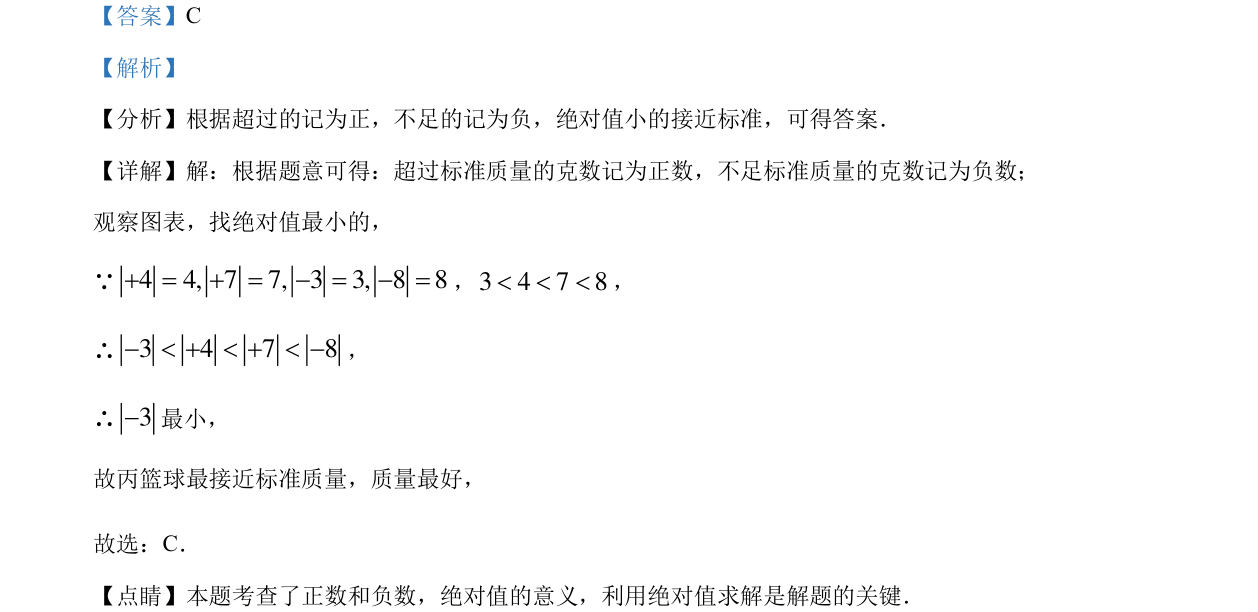 【答案】C
【解析】
【分析】根据超过的记为正，不足的记为负，绝对值小的接近标准，可得答案．
【详解】解：根据题意可得：超过标准质量的克数记为正数，不足标准质量的克数记为负数；
观察图表，找绝对值最小的，
∵|+4|=4,|+7|=7,|−3|=3,|−8|=8，3<4<7<8，
∴|−3|<|+4|<|+7|<|−8|，
∴|−3|最小，
故丙篮球最接近标准质量，质量最好，
故选：C．
【点睛】本题考查了正数和负数，绝对值的意义，利用绝对值求解是解题的关键．